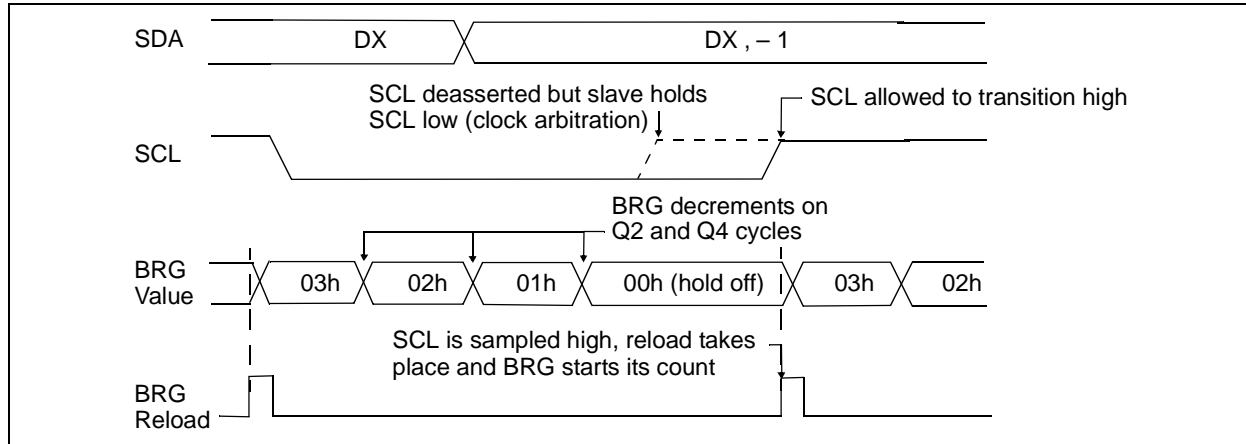 SDA
DX
DX , – 1
SCL deasserted but slave holds
SCL low (clock arbitration)
SCL allowed to transition high
SCL
BRG decrements on
Q2 and Q4 cycles
BRG
Value
03h
02h
01h
00h (hold off)
03h
02h
SCL is sampled high, reload takes
place and BRG starts its count
BRG
Reload